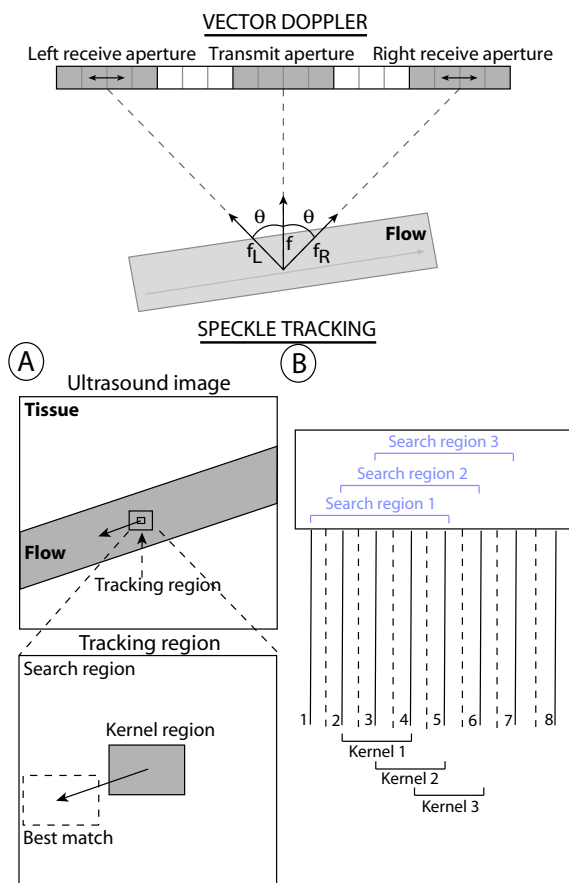 VECTOR DOPPLER
Left receive aperture
Transmit aperture
Right receive aperture
θ
θ
f
fL
fR
Flow
SPECKLE TRACKING
A
Ultrasound image
Tissue
Flow
Tracking region
Tracking region
Search region
Kernel region
Best match
B
Search region 3
Search region 2
Search region 1
1 2 3 4 5 6 7 8
Kernel 1
Kernel 2
Kernel 3